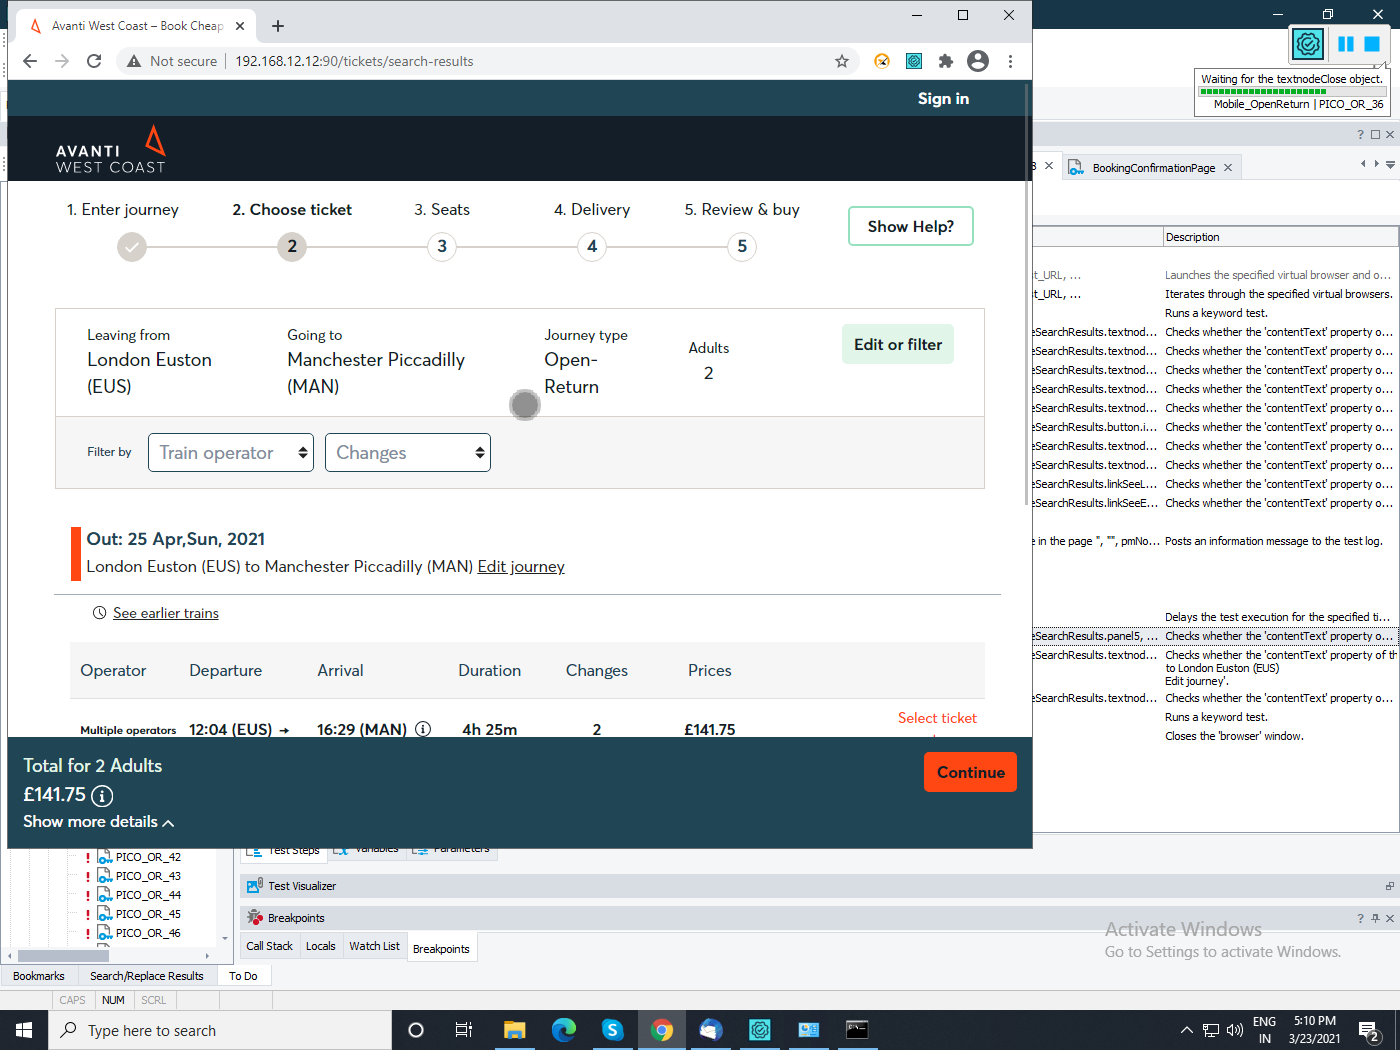 Avanti West Coast – Book Cheap
Not secure
192.168.12.12:90/tickets/search-results
Waiting for the textnodeClose object.
Mobile_OpenReturn | PICO_OR_36
Sign in
AVANTI
WEST COAST
BookingConfirmationPage
1. Enter journey
2. Choose ticket
3. Seats
4. Delivery
5. Review & buy
2
3
4
5
Show Help?
Leaving from
London Euston
(EUS)
Going to
Manchester Piccadilly
(MAN)
Journey type
Open-
Return
Adults
2
Edit or filter
Filter by
Train operator
Changes
Out: 25 Apr,Sun, 2021
London Euston (EUS) to Manchester Piccadilly (MAN) Edit journey
See earlier trains
Operator Departure Arrival Duration Changes Prices
Multiple operators 12:04 (EUS) → 16:29 (MAN) 4h 25m 2 £141.75
Select ticket
Total for 2 Adults
£141.75
Show more details
Continue
Description
t_URL, ... Launches the specified virtual browser and o...
t_URL, ... Iterates through the specified virtual browsers.
Runs a keyword test.
eSearchResults.textnod... Checks whether the 'contentText' property o...
eSearchResults.textnod... Checks whether the 'contentText' property o...
eSearchResults.textnod... Checks whether the 'contentText' property o...
eSearchResults.textnod... Checks whether the 'contentText' property o...
eSearchResults.textnod... Checks whether the 'contentText' property o...
eSearchResults.button.i... Checks whether the 'contentText' property o...
eSearchResults.textnod... Checks whether the 'contentText' property o...
eSearchResults.textnod... Checks whether the 'contentText' property o...
eSearchResults.linkSeeL... Checks whether the 'contentText' property o...
eSearchResults.linkSeeE... Checks whether the 'contentText' property o...
e in the page ", "", pmNo... Posts an information message to the test log.
Delays the test execution for the specified ti...
eSearchResults.panel5, ... Checks whether the 'contentText' property o...
eSearchResults.textnod... Checks whether the 'contentText' property of th
to London Euston (EUS)
Edit journey'.
eSearchResults.textnod... Checks whether the 'contentText' property o...
Runs a keyword test.
Closes the 'browser' window.
PICO_OR_42
PICO_OR_43
PICO_OR_44
PICO_OR_45
PICO_OR_46
Test Steps Variables Parameters
Test Visualizer
Breakpoints
Call Stack Locals Watch List Breakpoints
Activate Windows
Go to Settings to activate Windows.
Bookmarks Search/Replace Results To Do
CAPS NUM SCRL
Type here to search
ENG
IN
5:10 PM
3/23/2021
2